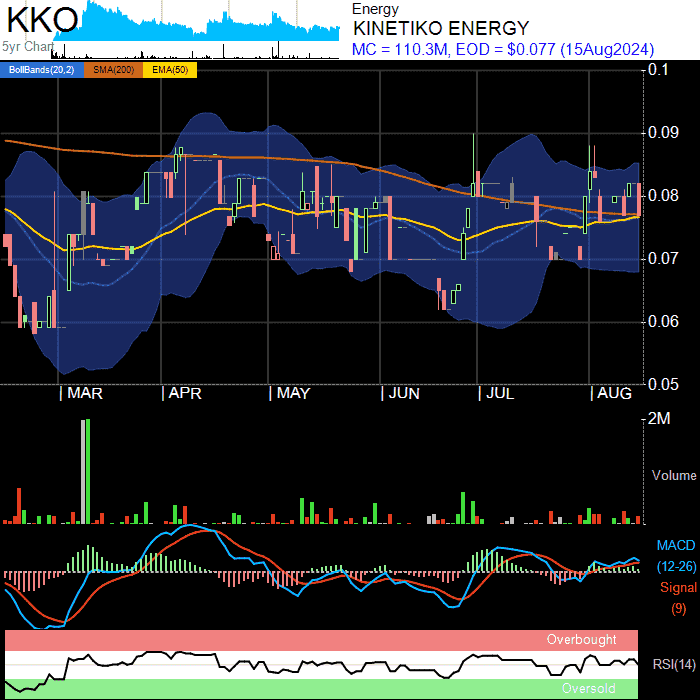 KKO
5yr Chart
Energy
KINETIKO ENERGY
MC = 110.3M, EOD = $0.077 (15Aug2024)
BollBands(20,2) SMA(200) EMA(50)
0.1
0.09
0.08
0.07
0.06
0.05
| MAR | APR | MAY | JUN | JUL | AUG
2M
Volume
MACD
(12-26)
Signal
(9)
Overbought
RSI(14)
Oversold